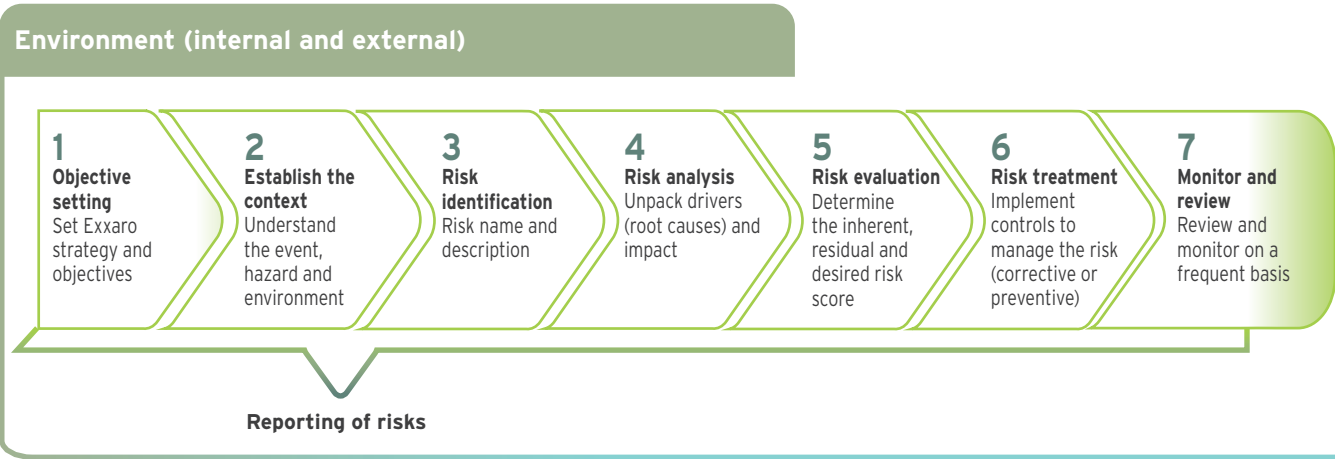 Environment (internal and external)
1
Objective
setting
Set Exxaro
strategy and
objectives
2
Establish the
context
Understand
the event,
hazard and
environment
3
Risk
identification
Risk name and
description
4
Risk analysis
Unpack drivers
(root causes) and
impact
5
Risk evaluation
Determine
the inherent,
residual and
desired risk
score
6
Risk treatment
Implement
controls to
manage the risk
(corrective or
preventive)
7
Monitor and
review
Review and
monitor on a
frequent basis
Reporting of risks